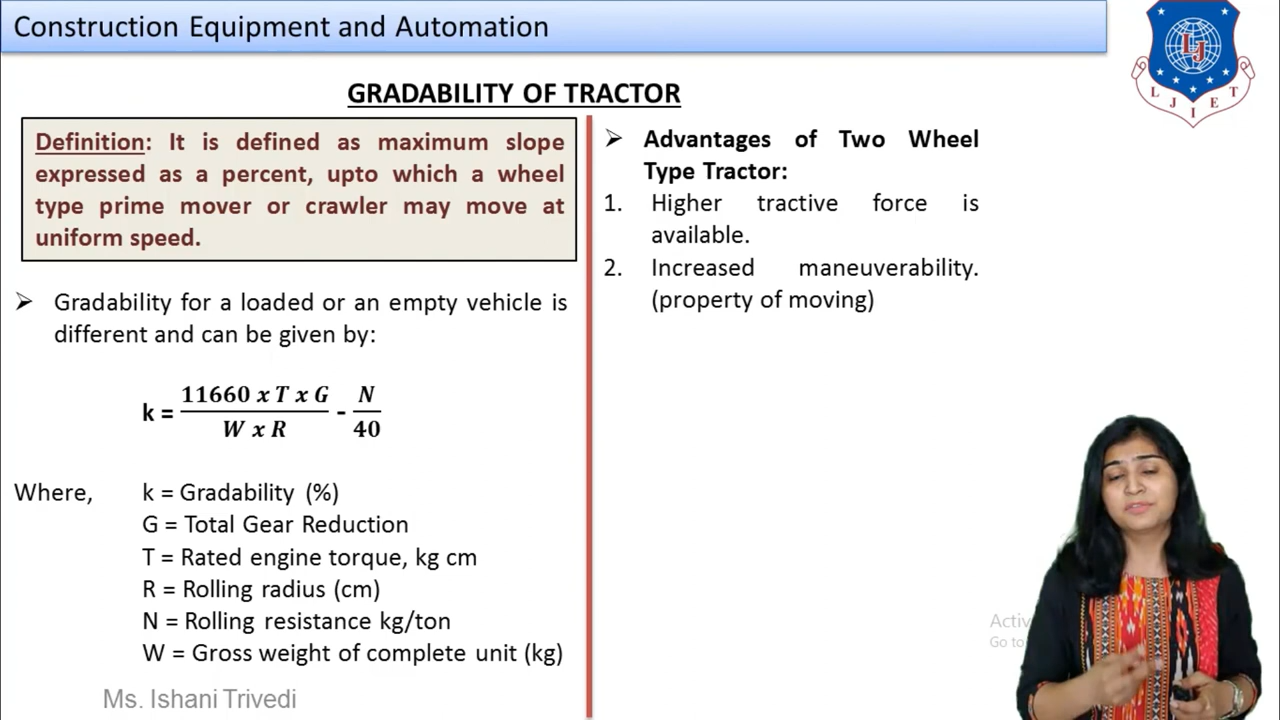 Construction Equipment and Automation
LJ
L J I E T
GRADABILITY OF TRACTOR
Definition: It is defined as maximum slope
expressed as a percent, upto which a wheel
type prime mover or crawler may move at
uniform speed.
➢ Gradability for a loaded or an empty vehicle is
different and can be given by:
k = 11660 x T x G / W x R - N / 40
Where, k = Gradability (%)
G = Total Gear Reduction
T = Rated engine torque, kg cm
R = Rolling radius (cm)
N = Rolling resistance kg/ton
W = Gross weight of complete unit (kg)
Ms. Ishani Trivedi
➢ Advantages of Two Wheel
Type Tractor:
1. Higher tractive force is
available.
2. Increased maneuverability.
(property of moving)
Go to